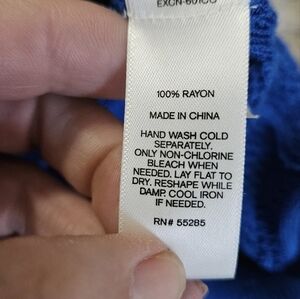 100% RAYON
MADE IN CHINA
HAND WASH COLD
SEPARATELY.
ONLY NON-CHLORINE
BLEACH WHEN
NEEDED. LAY FLAT TO
DRY. RESHAPE WHILE
DAMP. COOL IRON
IF NEEDED.
RN# 55285